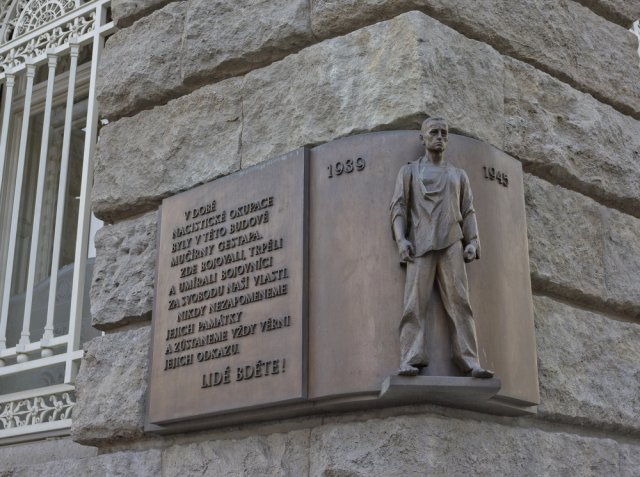 V DOBĚ
NACISTICKÉ OKUPACE
BYLY V TÉTO BUDOVĚ
MUČÍRNY GESTAPA.
ZDE BOJOVALI, TRPĚLI
A UMÍRALI BOJOVNÍCI
ZA SVOBODU NAŠÍ VLASTI.
NIKDY NEZAPOMENEME
JEJICH PAMÁTKY
A ZŮSTANEME VŽDY VĚRNI
JEJICH ODKAZU.
LIDÉ BDĚTE!
1939
1945